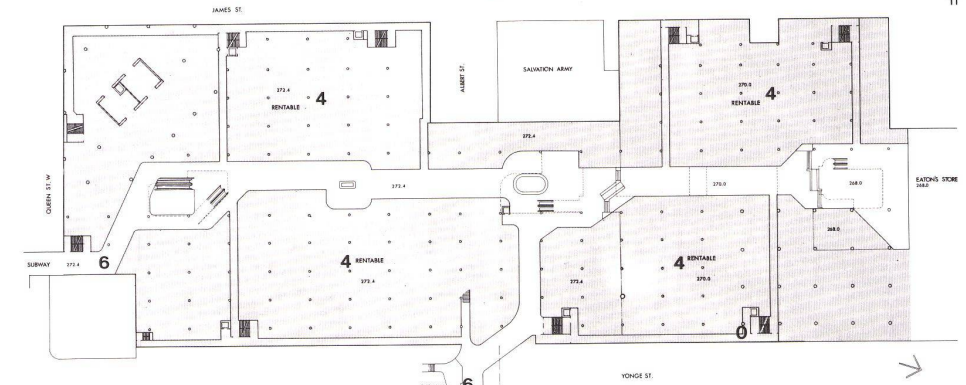 JAMES ST.
ALBERT ST.
SALVATION ARMY
272.4
4
RENTABLE
270.0
4
RENTABLE
272.4
QUEEN ST. W
272.4
270.0
268.0
EATON'S STORE
268.0
268.0
SUBWAY 272.4
6
4 RENTABLE
272.4
4 RENTABLE
272.4
270.0
0
6
YONGE ST.